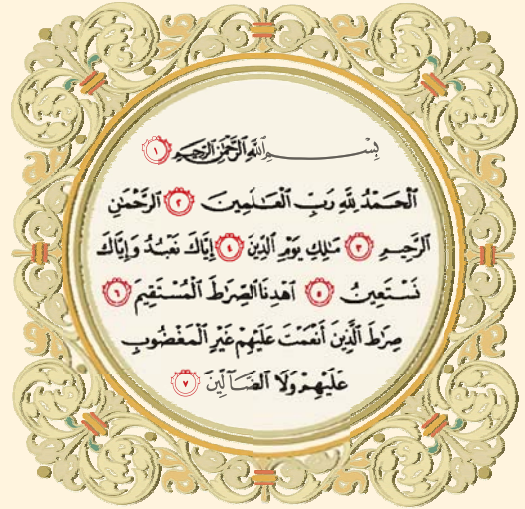 بِسْمِ ٱللَّهِ ٱلرَّحْمَٰنِ ٱلرَّحِيمِ ١
ٱلْحَمْدُ لِلَّهِ رَبِّ ٱلْعَٰلَمِينَ ٢ ٱلرَّحْمَٰنِ
ٱلرَّحِيمِ ٣ مَٰلِكِ يَوْمِ ٱلدِّينِ ٤ إِيَّاكَ نَعْبُدُ وَإِيَّاكَ
نَسْتَعِينُ ٥ ٱهْدِنَا ٱلصِّرَٰطَ ٱلْمُسْتَقِيمَ ٦
صِرَٰطَ ٱلَّذِينَ أَنْعَمْتَ عَلَيْهِمْ غَيْرِ ٱلْمَغْضُوبِ
عَلَيْهِمْ وَلَا ٱلضَّآلِّينَ ٧